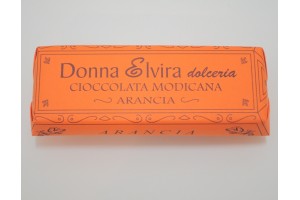 Donna Elvira dolceria
CIOCCOLATA MODICANA
ARANCIA
ARANCIA